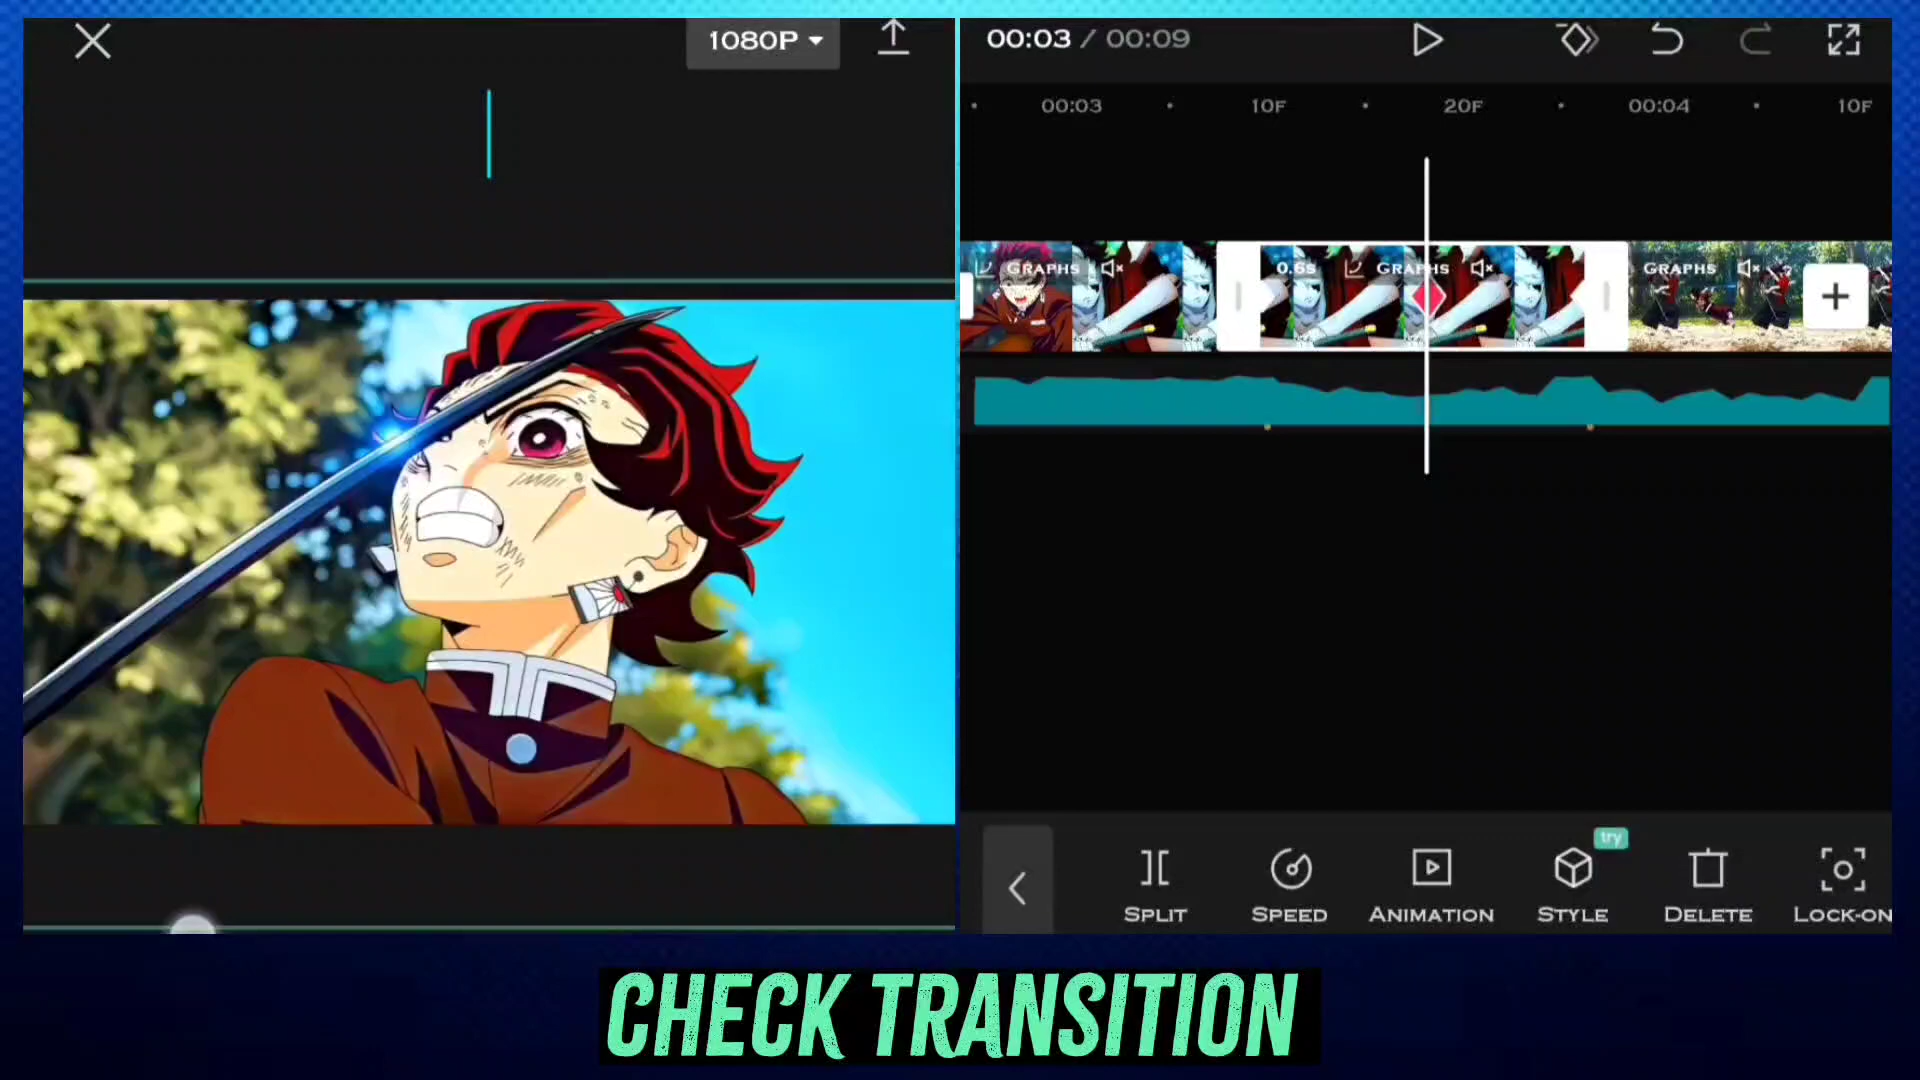 1080P
00:03 / 00:09
00:03 10F 20F 00:04 10F
GRAPHS
0.6s GRAPHS
GRAPHS
try
SPLIT SPEED ANIMATION STYLE DELETE LOCK-ON
CHECK TRANSITION